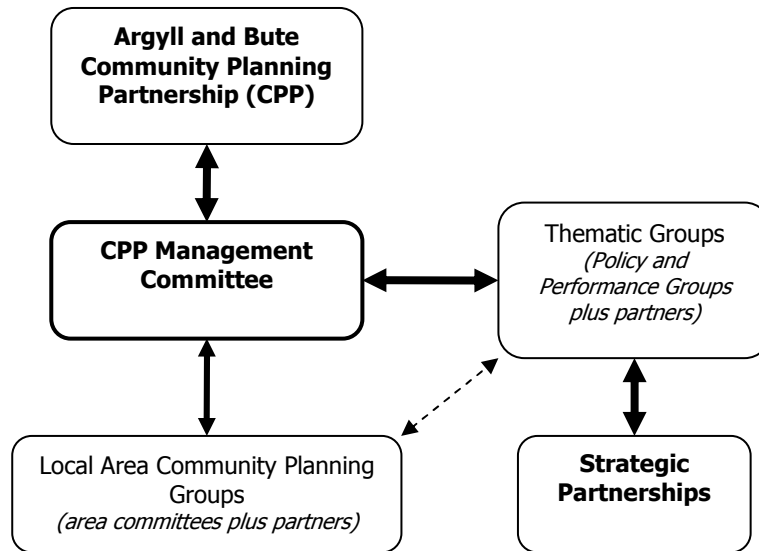 Argyll and Bute
Community Planning
Partnership (CPP)
CPP Management
Committee
Thematic Groups
(Policy and
Performance Groups
plus partners)
Local Area Community Planning
Groups
(area committees plus partners)
Strategic
Partnerships